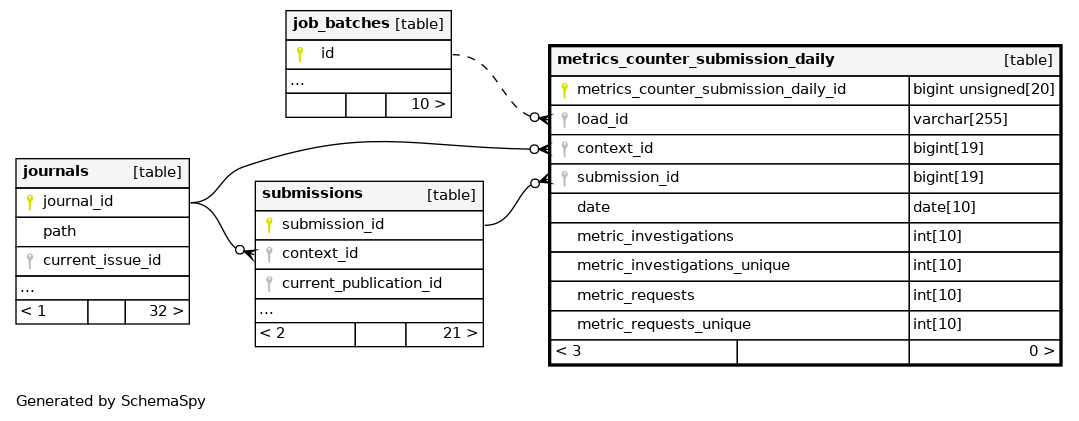 job_batches [table]
id
...
10 >
metrics_counter_submission_daily [table]
metrics_counter_submission_daily_id bigint unsigned[20]
load_id varchar[255]
context_id bigint[19]
submission_id bigint[19]
date date[10]
metric_investigations int[10]
metric_investigations_unique int[10]
metric_requests int[10]
metric_requests_unique int[10]
< 3 0 >
journals [table]
journal_id
path
current_issue_id
...
< 1 32 >
submissions [table]
submission_id
context_id
current_publication_id
...
< 2 21 >
Generated by SchemaSpy